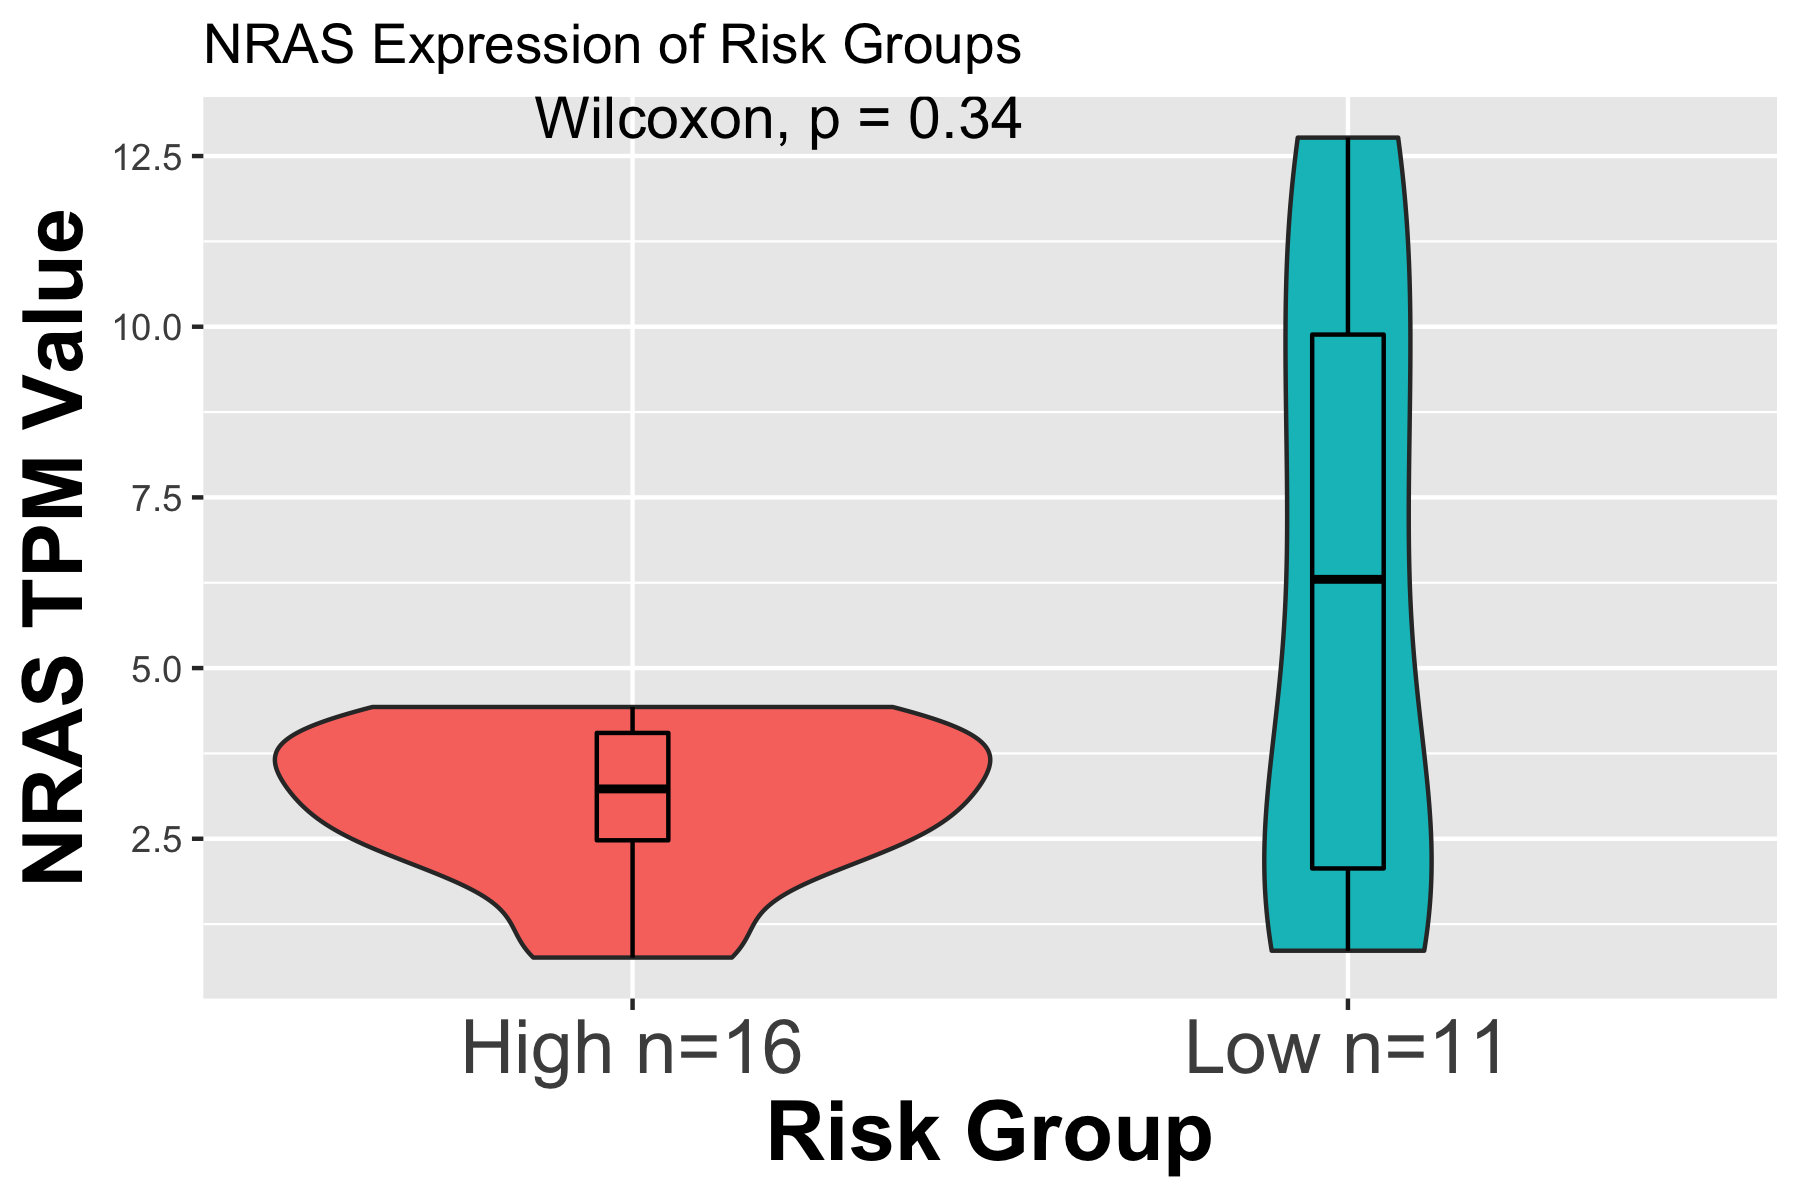 NRAS Expression of Risk Groups
Wilcoxon, p = 0.34
NRAS TPM Value
12.5
10.0
7.5
5.0
2.5
High n=16
Low n=11
Risk Group